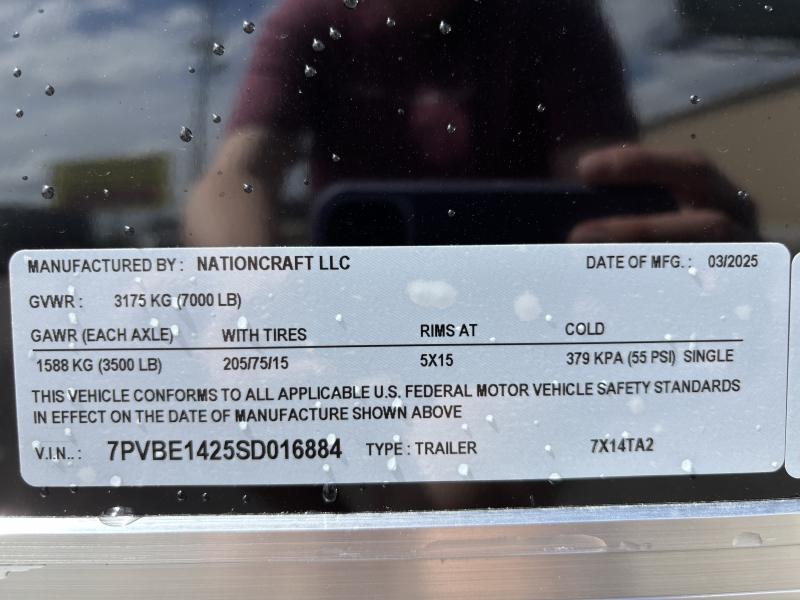 MANUFACTURED BY : NATIONCRAFT LLC DATE OF MFG. : 03/2025
GVWR : 3175 KG (7000 LB)
GAWR (EACH AXLE) WITH TIRES RIMS AT COLD
1588 KG (3500 LB) 205/75/15 5X15 379 KPA (55 PSI) SINGLE
THIS VEHICLE CONFORMS TO ALL APPLICABLE U.S. FEDERAL MOTOR VEHICLE SAFETY STANDARDS
IN EFFECT ON THE DATE OF MANUFACTURE SHOWN ABOVE
V.I.N.. : 7PVBE1425SD016884 TYPE : TRAILER 7X14TA2